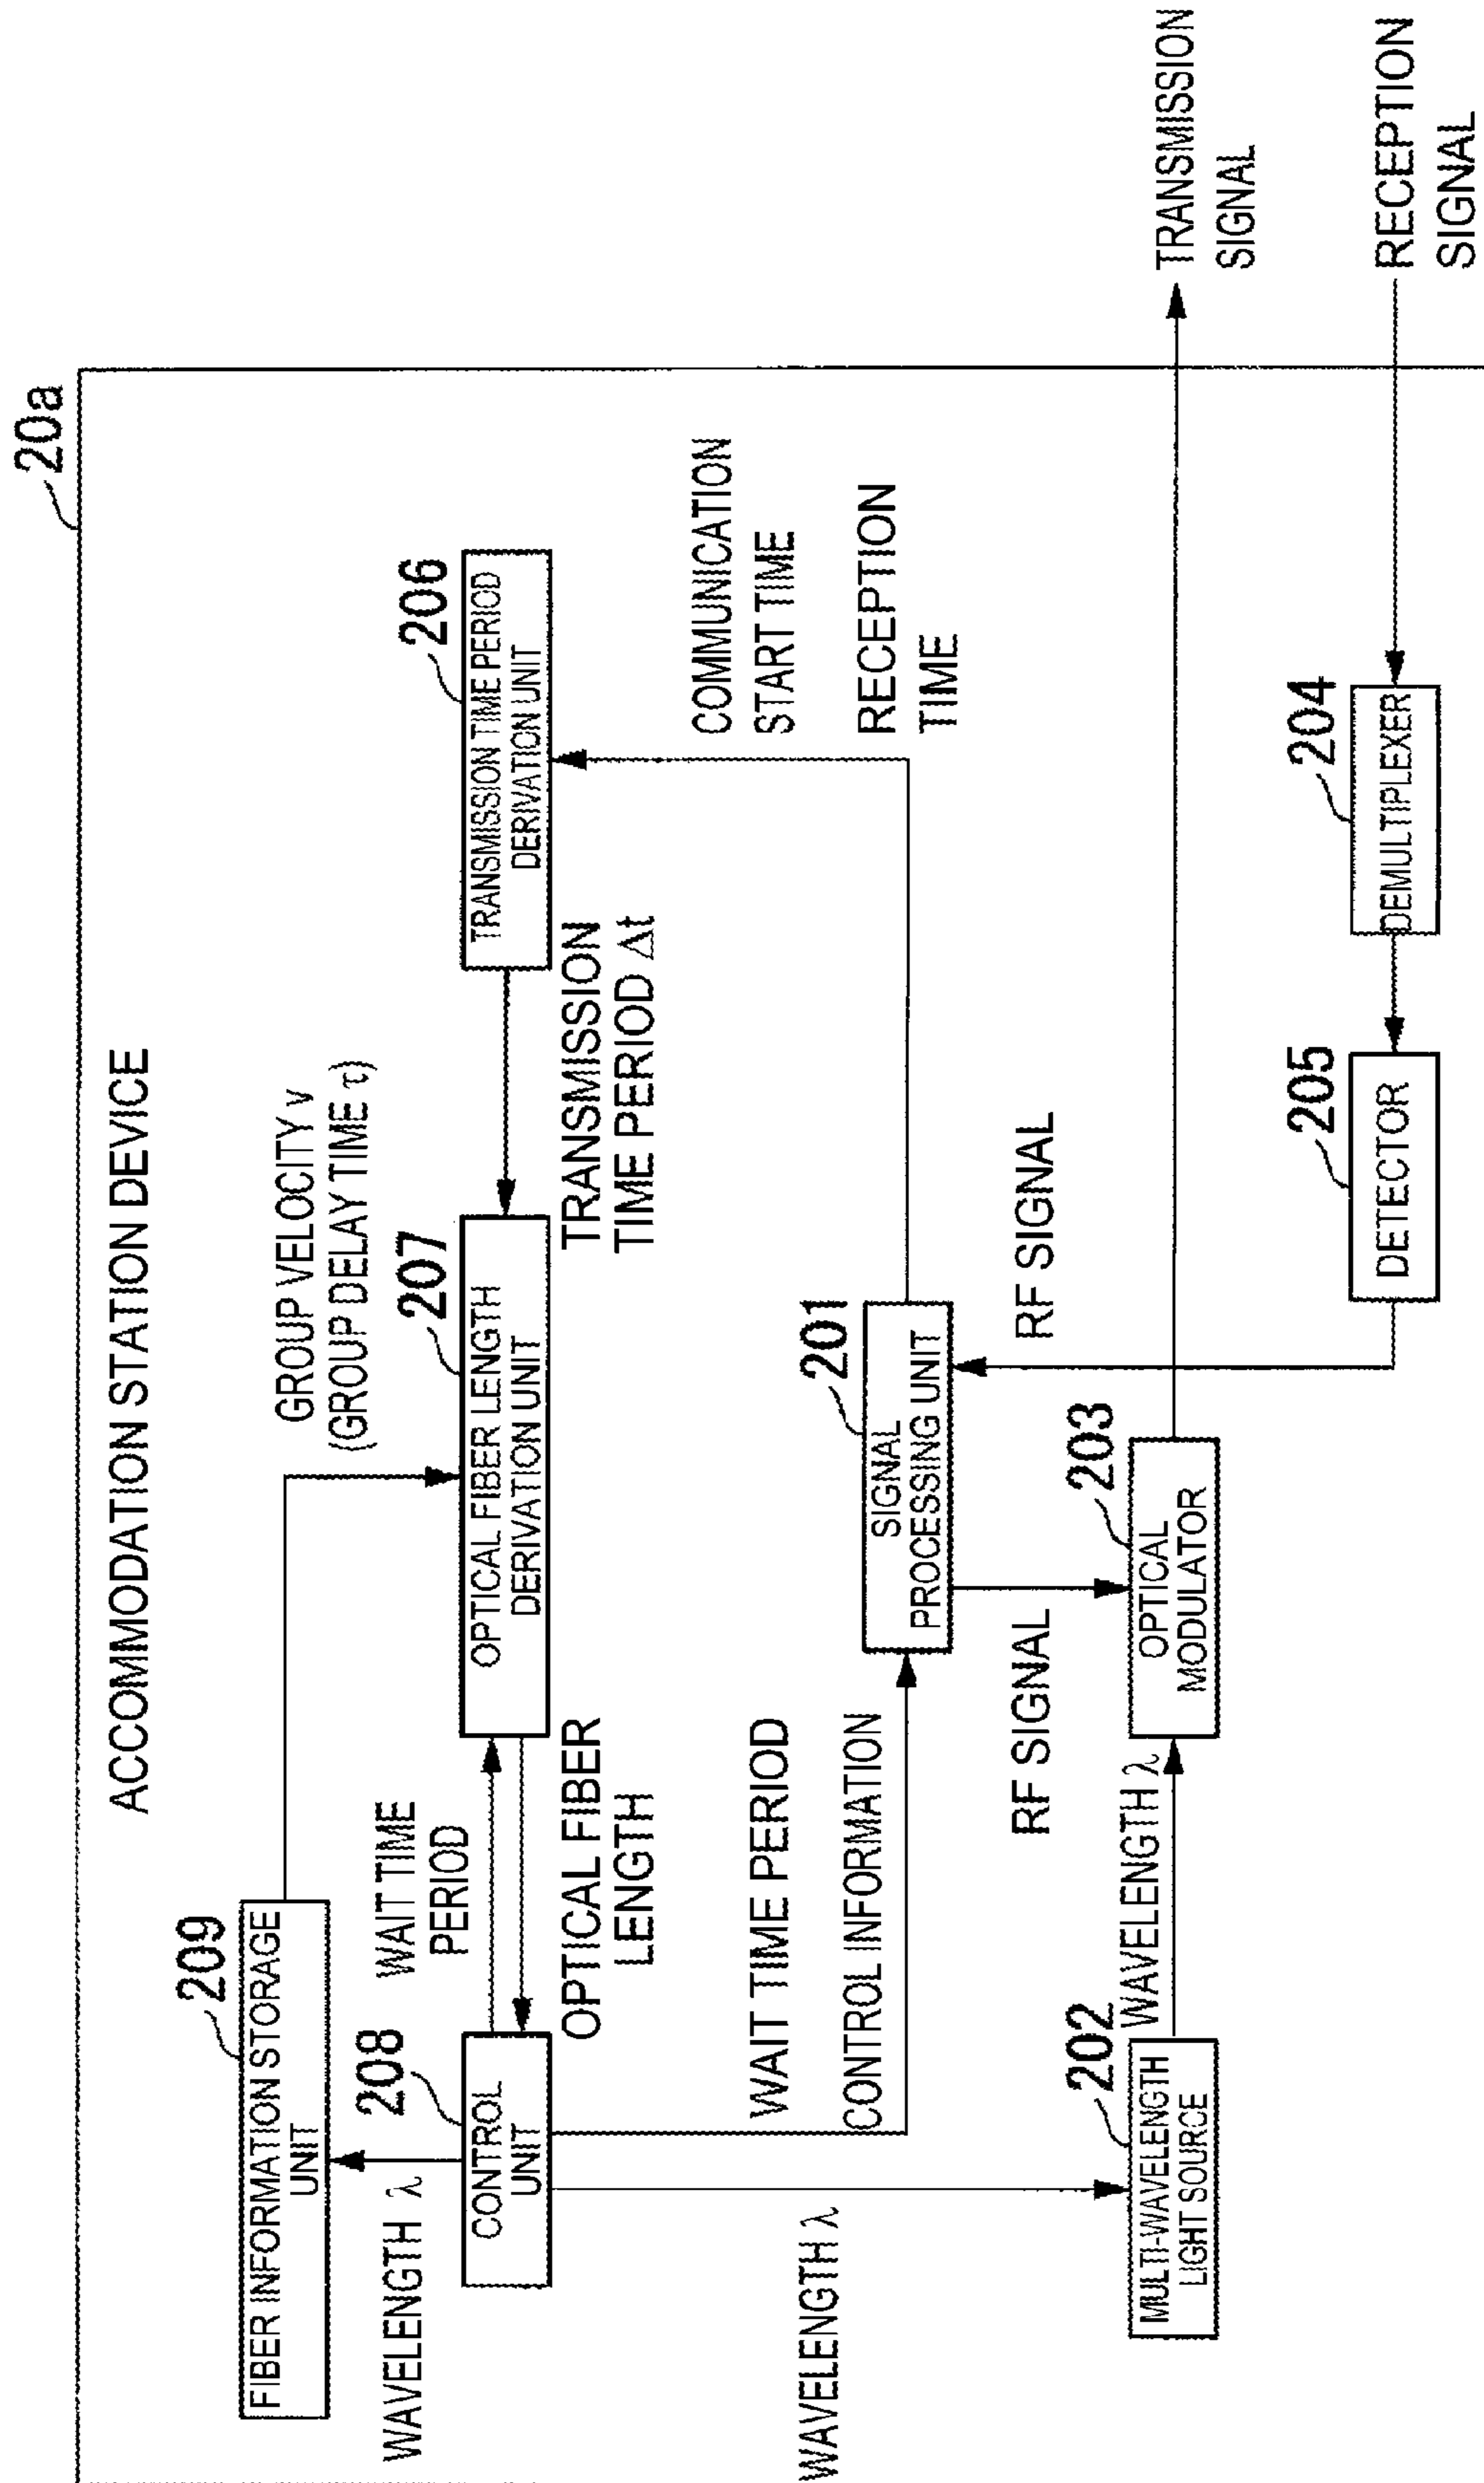 20a
ACCOMMODATION STATION DEVICE
209
FIBER INFORMATION STORAGE
UNIT
GROUP VELOCITY v
(GROUP DELAY TIME τ)
WAVELENGTH λ
208
CONTROL
UNIT
WAIT TIME
PERIOD
OPTICAL FIBER
LENGTH
207
OPTICAL FIBER LENGTH
DERIVATION UNIT
TRANSMISSION
TIME PERIOD Δt
206
TRANSMISSION TIME PERIOD
DERIVATION UNIT
COMMUNICATION
START TIME
RECEPTION
TIME
WAIT TIME PERIOD
CONTROL INFORMATION
WAVELENGTH λ
201
SIGNAL
PROCESSING UNIT
RF SIGNAL
RF SIGNAL
202
MULTI-WAVELENGTH
LIGHT SOURCE
WAVELENGTH λ
203
OPTICAL
MODULATOR
TRANSMISSION
SIGNAL
205
DETECTOR
204
DEMULTIPLEXER
RECEPTION
SIGNAL